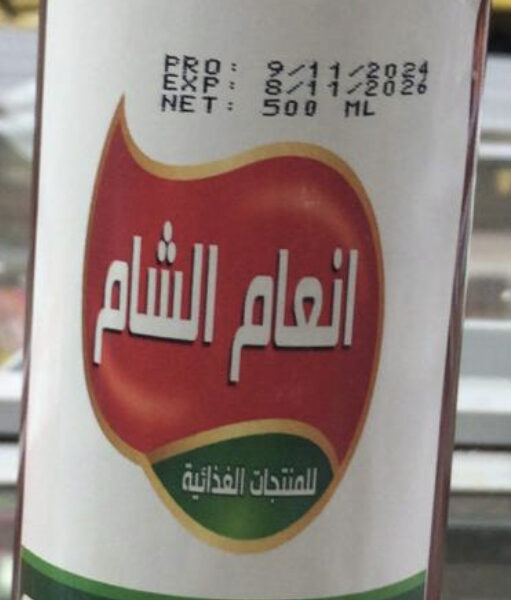 PRO: 9/11/2024
EXP: 8/11/2026
NET: 500 ML
انعام الشام
للمنتجات الغذائية